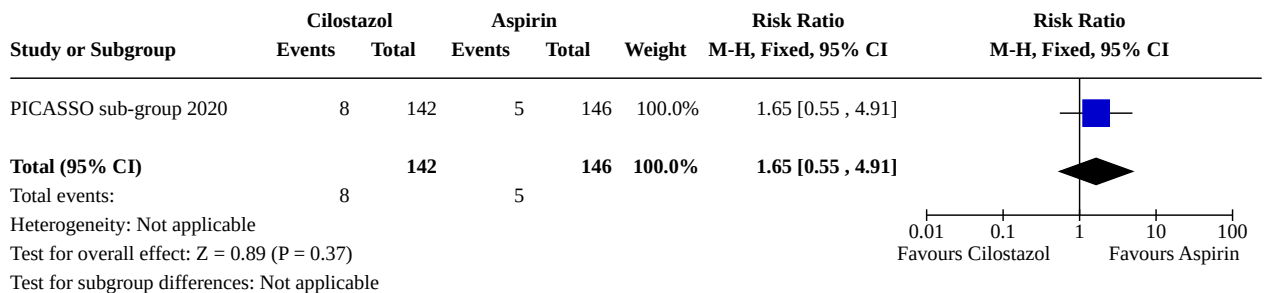 Cilostazol Aspirin Risk Ratio Risk Ratio
Study or Subgroup Events Total Events Total Weight M-H, Fixed, 95% CI M-H, Fixed, 95% CI
PICASSO sub-group 2020 8 142 5 146 100.0% 1.65 [0.55 , 4.91]
Total (95% CI) 142 146 100.0% 1.65 [0.55 , 4.91]
Total events: 8 5
Heterogeneity: Not applicable
0.01 0.1 1 10 100
Test for overall effect: Z = 0.89 (P = 0.37) Favours Cilostazol Favours Aspirin
Test for subgroup differences: Not applicable